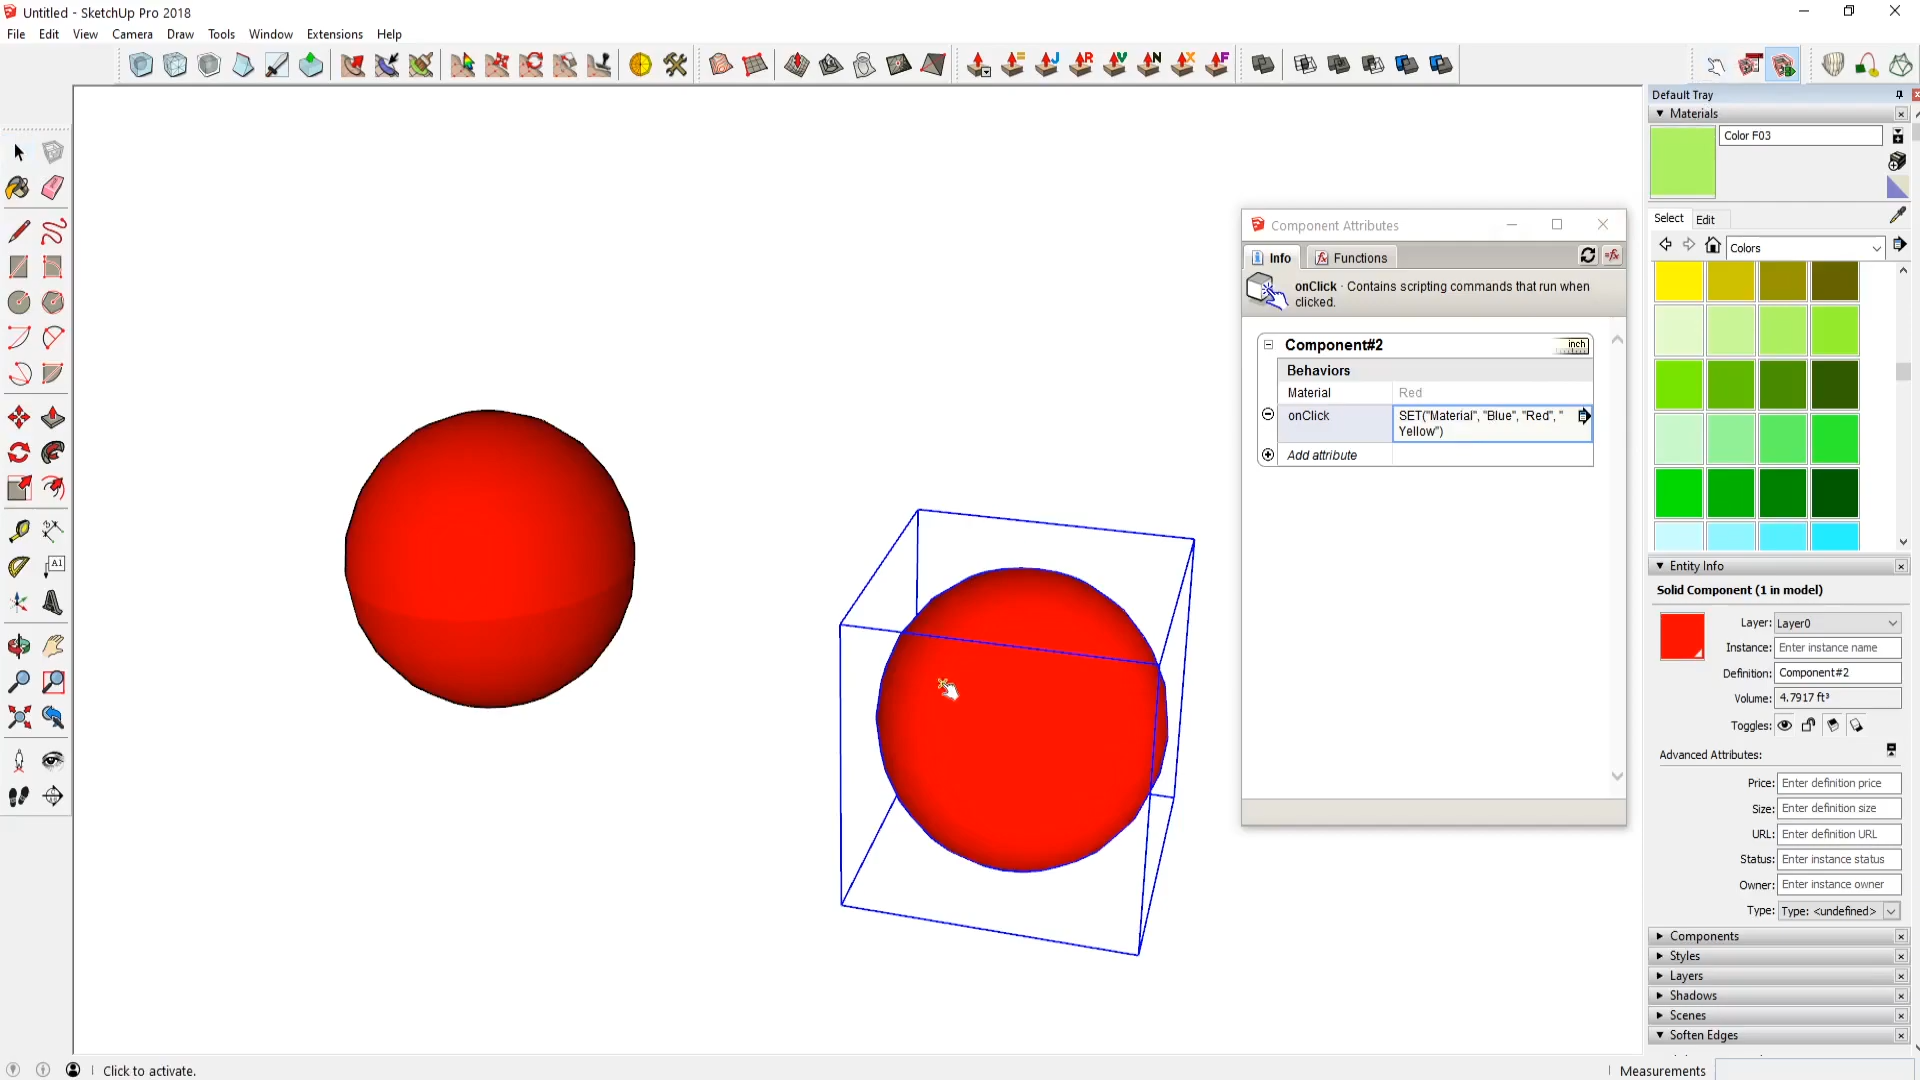 Untitled - SketchUp Pro 2018
File Edit View Camera Draw Tools Window Extensions Help
J R V N X F
Default Tray
Materials
Color F03
Select Edit
Colors
Component Attributes
Info Functions
onClick · Contains scripting commands that run when
clicked.
Component#2 inch
Behaviors
Material Red
onClick SET("Material", "Blue", "Red", "
Yellow")
Add attribute
A1
Entity Info
Solid Component (1 in model)
Layer: Layer0
Instance: Enter instance name
Definition: Component#2
Volume: 4.7917 ft³
Toggles:
Advanced Attributes:
Price: Enter definition price
Size: Enter definition size
URL: Enter definition URL
Status: Enter instance status
Owner: Enter instance owner
Type: Type: <undefined>
Components
Styles
Layers
Shadows
Scenes
Soften Edges
Click to activate.
Measurements